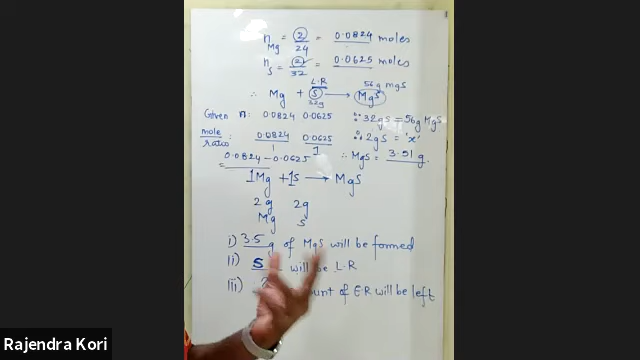 n Mg = 2/24 = 0.0824 moles
n S = 2/32 = 0.0625 moles
L.R 56g MgS
∴ Mg + S ⟶ MgS
32g
Given n: 0.0824 0.0625 ∵ 32gS = 56g MgS
mole ratio: 0.0824/1 0.0625/1 ∴ 2gS = 'x'
0.0824 - 0.0625 ∴ MgS = 3.51 g.
1Mg + 1S ⟶ MgS
2g 2g
Mg S
i) 3.5 g of MgS will be formed
ii) S will be L.R
iii) of E.R will be left
Rajendra Kori